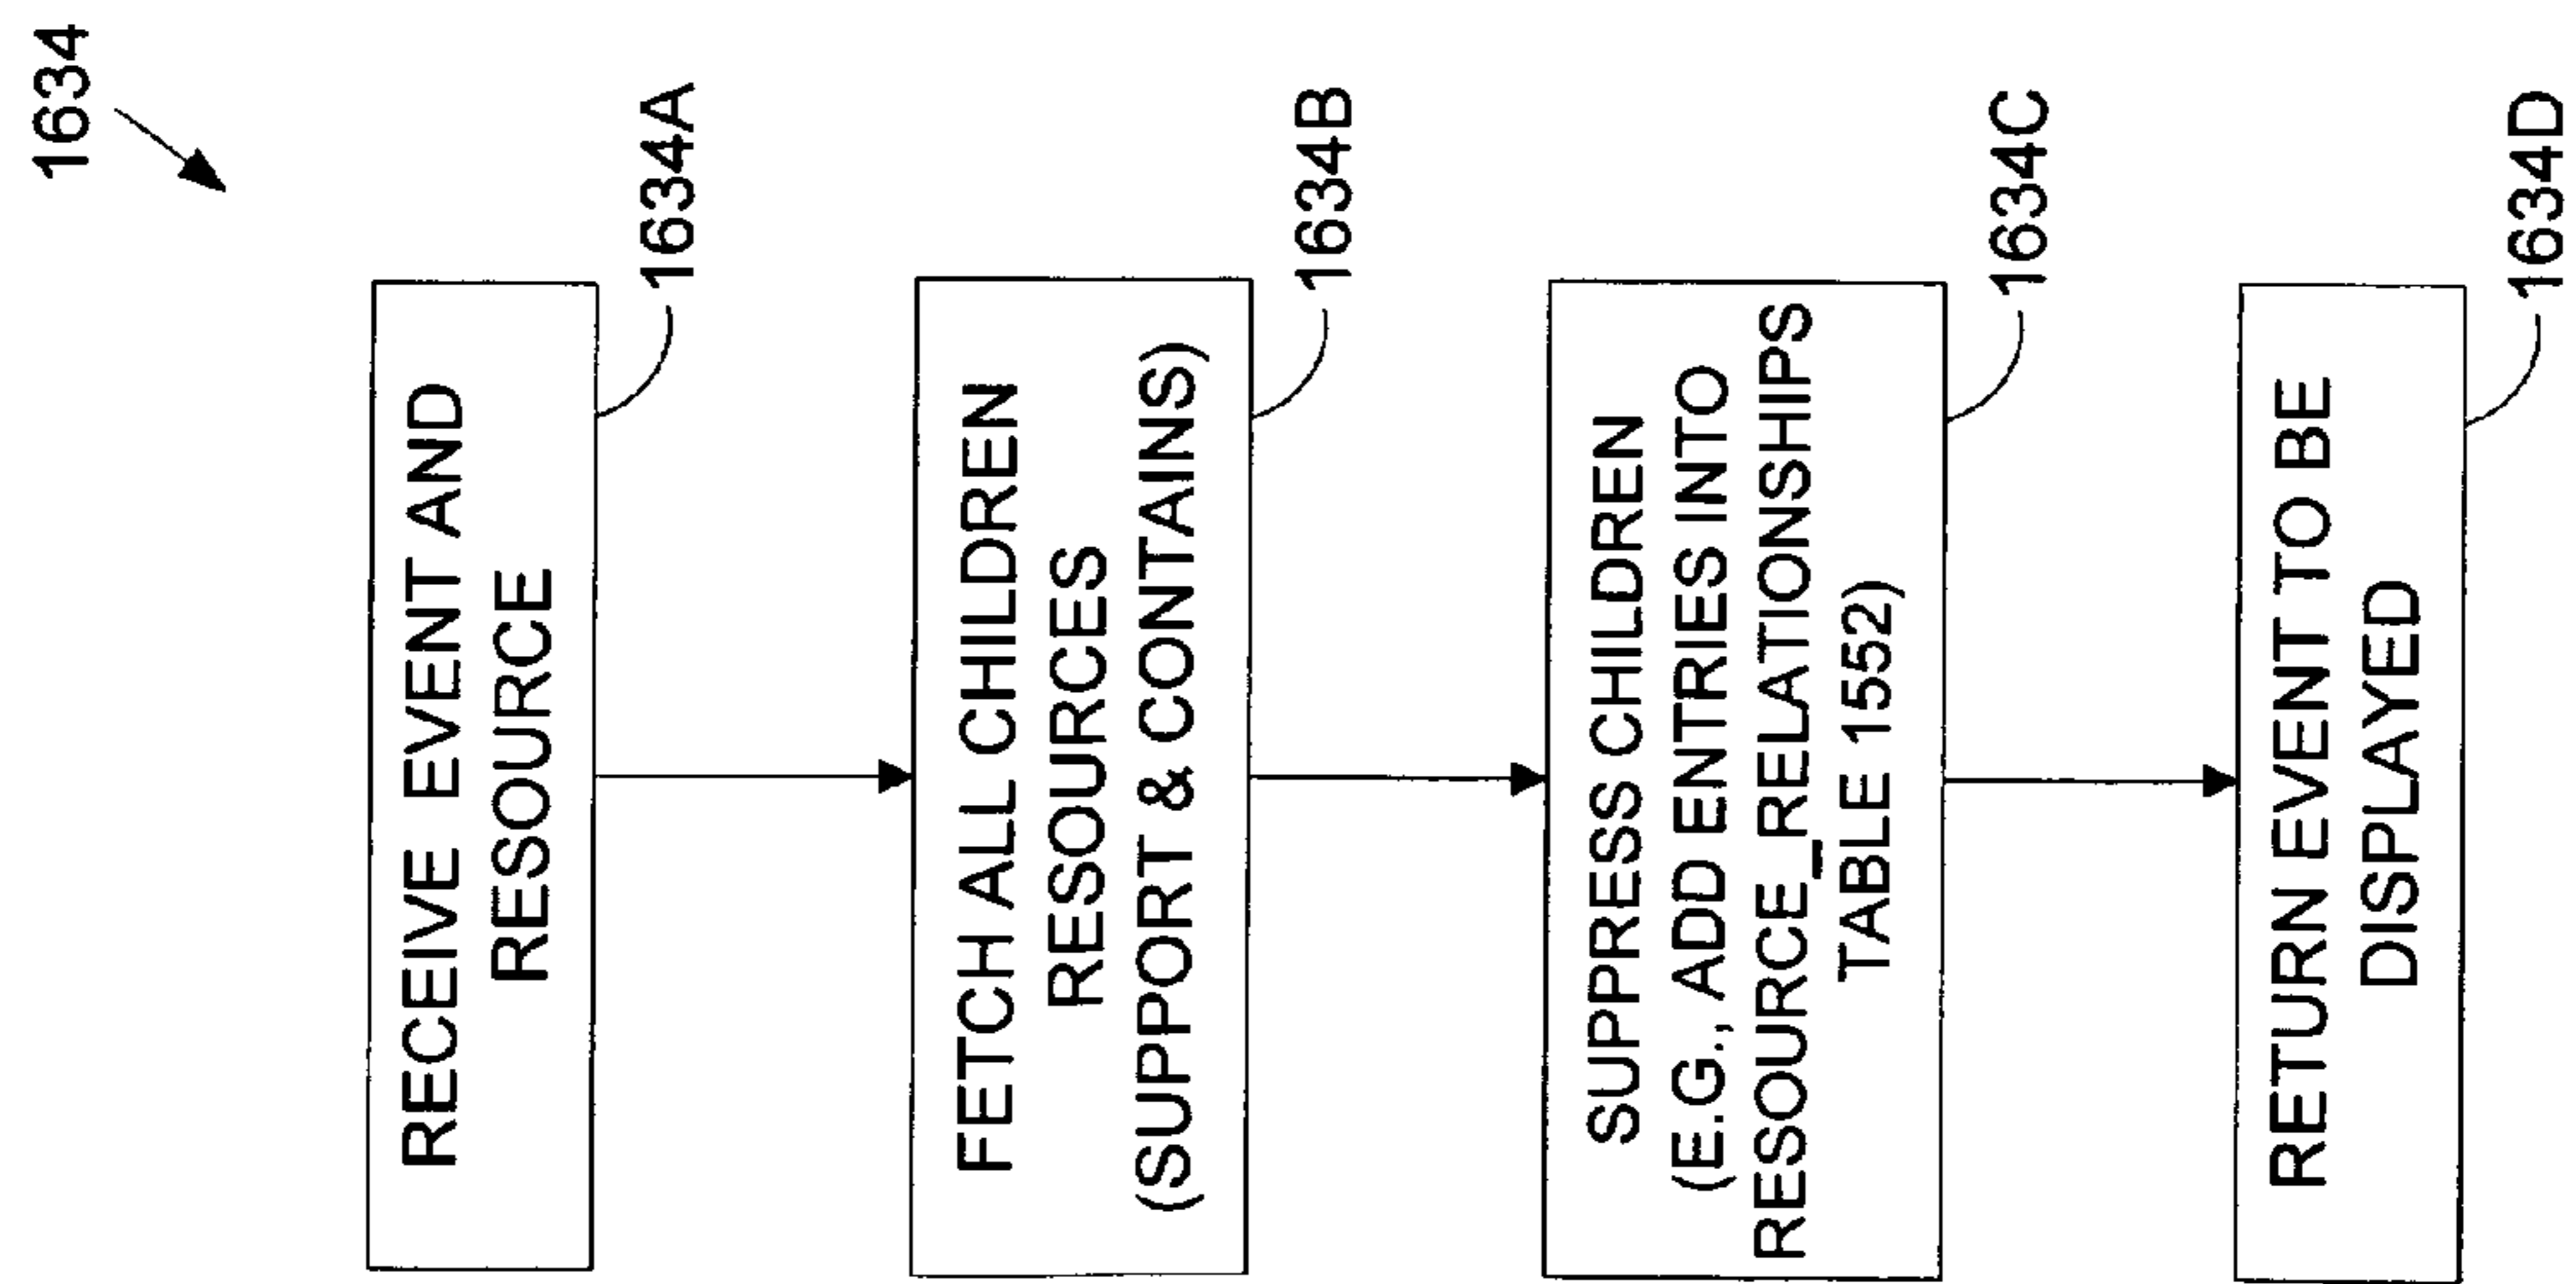 1634
RECEIVE EVENT AND
RESOURCE
1634A
FETCH ALL CHILDREN
RESOURCES
(SUPPORT & CONTAINS)
1634B
SUPPRESS CHILDREN
(E.G., ADD ENTRIES INTO
RESOURCE_RELATIONSHIPS
TABLE 1552)
1634C
RETURN EVENT TO BE
DISPLAYED
1634D